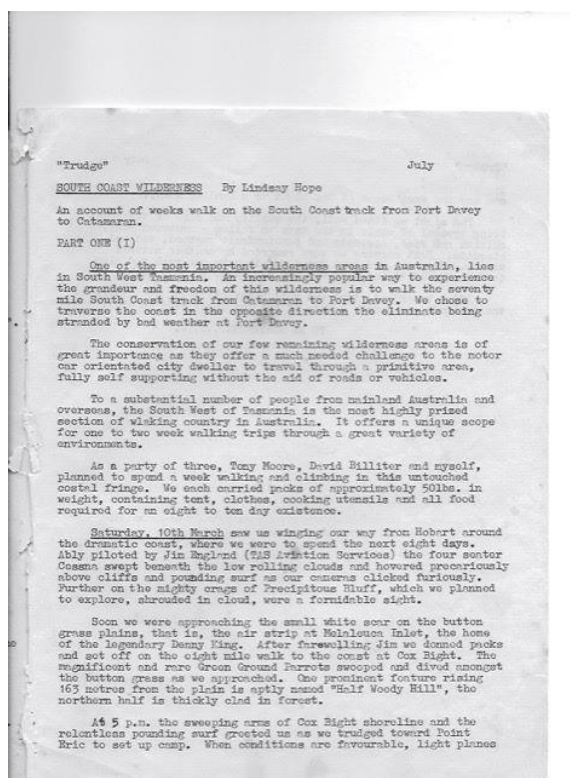 "Trudge" July
SOUTH COAST WILDERNESS By Lindsay Hope
An account of weeks walk on the South Coast track from Port Davey
to Catamaran.
PART ONE (I)
One of the most important wilderness areas in Australia, lies
in South West Tasmania. An increasingly popular way to experience
the grandeur and freedom of this wilderness is to walk the seventy
mile South Coast track from Catamaran to Port Davey. We chose to
traverse the coast in the opposite direction the eliminate being
stranded by bad weather at Port Davey.
The conservation of our few remaining wilderness areas is of
great importance as they offer a much needed challenge to the motor
car orientated city dweller to travel through a primitive area,
fully self supporting without the aid of roads or vehicles.
To a substantial number of people from mainland Australia and
overseas, the South West of Tasmania is the most highly prized
section of wlaking country in Australia. It offers a unique scope
for one to two week walking trips through a great variety of
environments.
As a party of three, Tony Moore, David Billiter and myself,
planned to spend a week walking and climbing in this untouched
costal fringe. We each carried packs of approximately 50lbs. in
weight, containing tent, clothes, cooking utensils and all food
required for an eight to ten day existence.
Saturday, 10th March saw us winging our way from Hobart around
the dramatic coast, where we were to spend the next eight days.
Ably piloted by Jim England (TAS Aviation Services) the four seater
Cessna swept beneath the low rolling clouds and hovered precariously
above cliffs and pounding surf as our cameras clicked furiously.
Further on the mighty crags of Precipitous Bluff, which we planned
to explore, shrouded in cloud, were a formidable sight.
Soon we were approaching the small white scar on the button
grass plains, that is, the air strip at Melaleuca Inlet, the home
of the legendary Denny King. After farewelling Jim we donned packs
and set off on the eight mile walk to the coast at Cox Bight. The
magnificent and rare Green Ground Parrots swooped and dived amongst
the button grass as we approached. One prominent feature rising
163 metres from the plain is aptly named "Half Woody Hill", the
northern half is thickly clad in forest.
At 5 p.m. the sweeping arms of Cox Bight shoreline and the
relentless pounding surf greeted us as we trudged toward Point
Eric to set up camp. When conditions are favourable, light planes